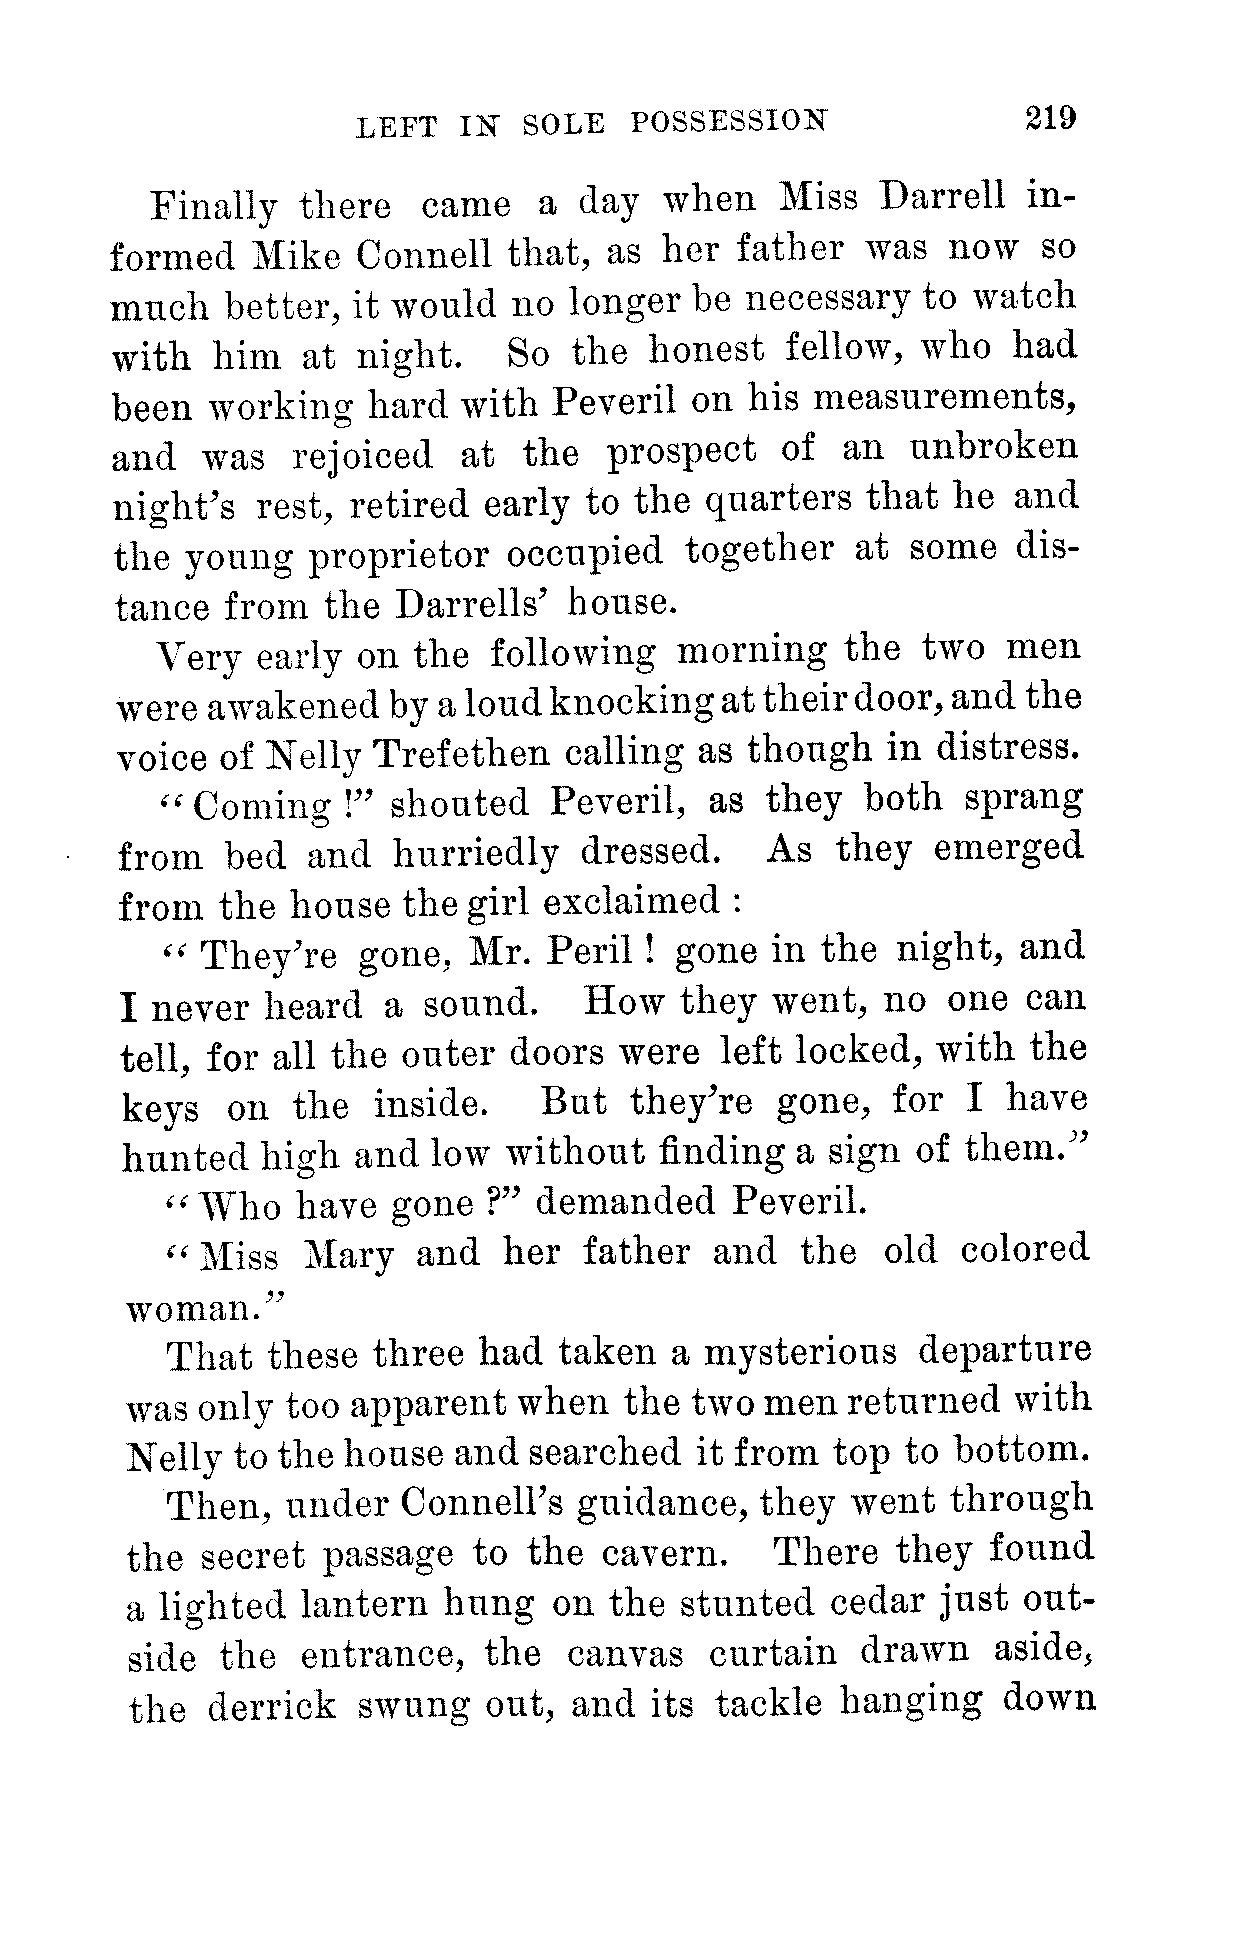 LEFT IN SOLE POSSESSION 219
Finally there came a day when Miss Darrell in-
formed Mike Connell that, as her father was now so
much better, it would no longer be necessary to watch
with him at night. So the honest fellow, who had
been working hard with Peveril on his measurements,
and was rejoiced at the prospect of an unbroken
night's rest, retired early to the quarters that he and
the young proprietor occupied together at some dis-
tance from the Darrells' house.
Very early on the following morning the two men
were awakened by a loud knocking at their door, and the
voice of Nelly Trefethen calling as though in distress.
"Coming!" shouted Peveril, as they both sprang
from bed and hurriedly dressed. As they emerged
from the house the girl exclaimed:
"They're gone, Mr. Peril! gone in the night, and
I never heard a sound. How they went, no one can
tell, for all the outer doors were left locked, with the
keys on the inside. But they're gone, for I have
hunted high and low without finding a sign of them."
"Who have gone?" demanded Peveril.
"Miss Mary and her father and the old colored
woman."
That these three had taken a mysterious departure
was only too apparent when the two men returned with
Nelly to the house and searched it from top to bottom.
Then, under Connell's guidance, they went through
the secret passage to the cavern. There they found
a lighted lantern hung on the stunted cedar just out-
side the entrance, the canvas curtain drawn aside,
the derrick swung out, and its tackle hanging down